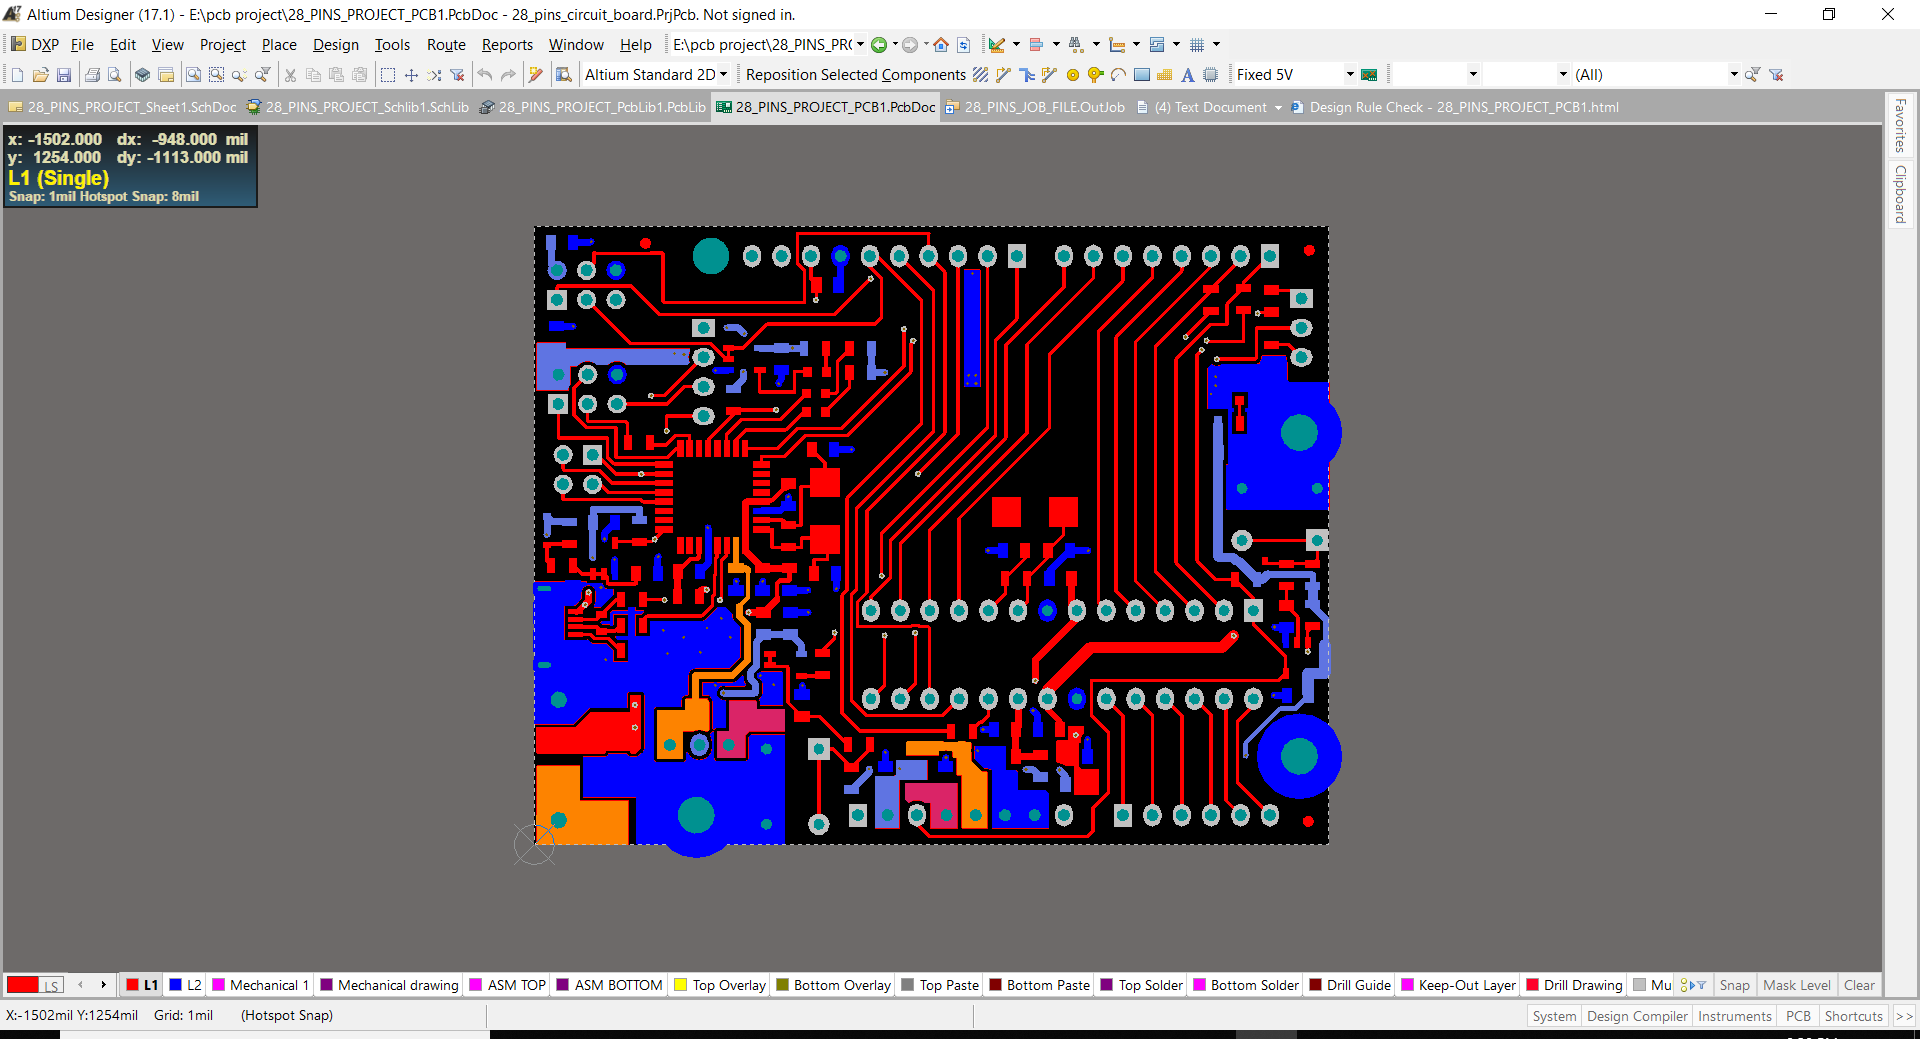 Altium Designer (17.1) - E:\pcb project\28_PINS_PROJECT_PCB1.PcbDoc - 28_pins_circuit_board.PrjPcb. Not signed in.
DXP File Edit View Project Place Design Tools Route Reports Window Help E:\pcb project\28_PINS_PR(
Altium Standard 2D Reposition Selected Components Fixed 5V (All)
28_PINS_PROJECT_Sheet1.SchDoc 28_PINS_PROJECT_Schlib1.SchLib 28_PINS_PROJECT_PcbLib1.PcbLib 28_PINS_PROJECT_PCB1.PcbDoc 28_PINS_JOB_FILE.OutJob (4) Text Document Design Rule Check - 28_PINS_PROJECT_PCB1.html
Favorites
Clipboard
x: -1502.000 dx: -948.000 mil
y: 1254.000 dy: -1113.000 mil
L1 (Single)
Snap: 1mil Hotspot Snap: 8mil
LS L1 L2 Mechanical 1 Mechanical drawing ASM TOP ASM BOTTOM Top Overlay Bottom Overlay Top Paste Bottom Paste Top Solder Bottom Solder Drill Guide Keep-Out Layer Drill Drawing Mu Snap Mask Level Clear
X:-1502mil Y:1254mil Grid: 1mil (Hotspot Snap) System Design Compiler Instruments PCB Shortcuts >>